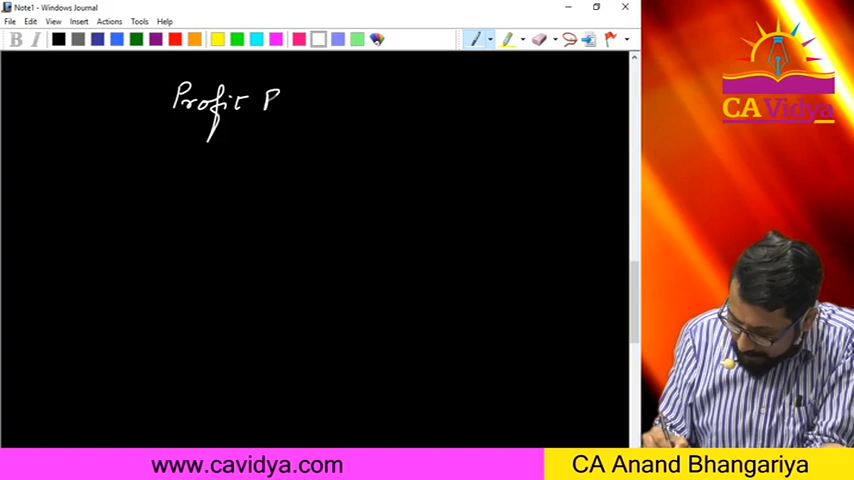 Note1 - Windows Journal
File Edit View Insert Actions Tools Help
B I
Profit P
CA Vidya
www.cavidya.com
CA Anand Bhangariya